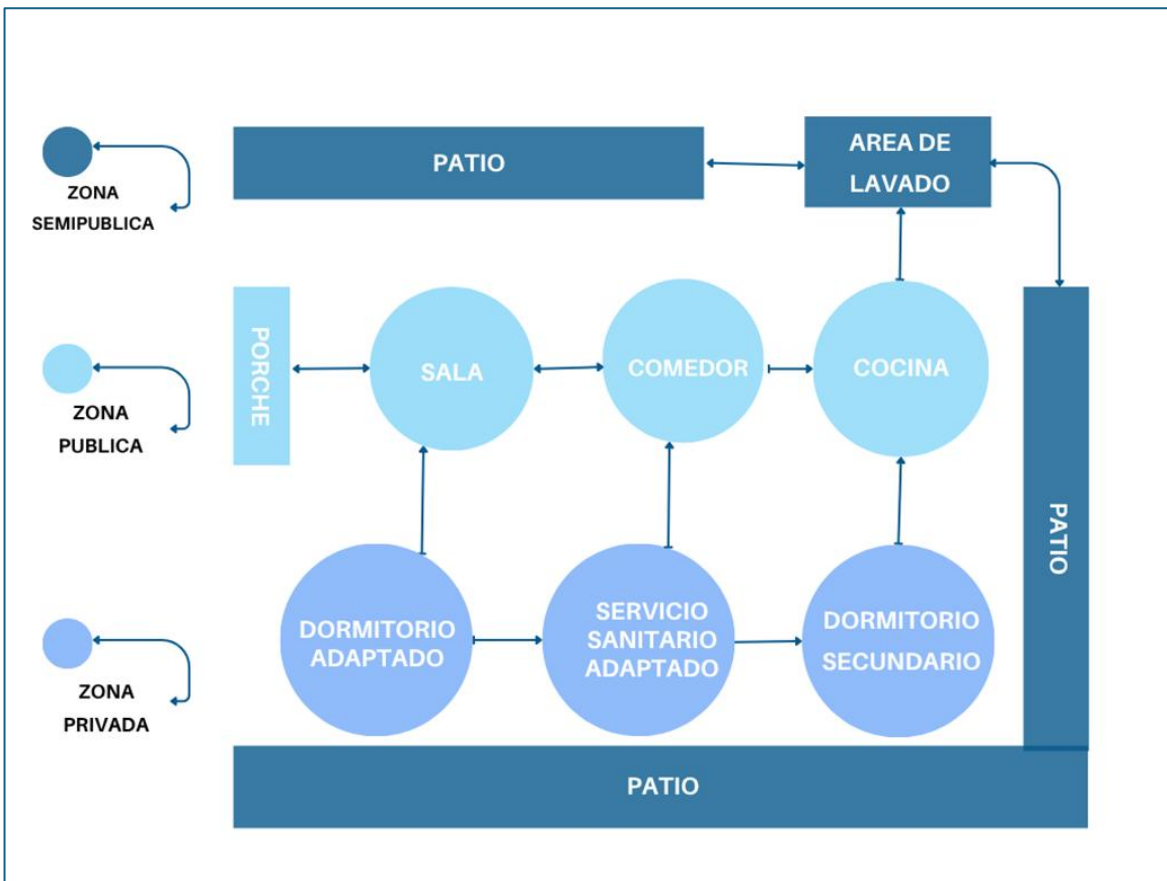 ZONA
SEMIPUBLICA
PATIO
AREA DE
LAVADO
ZONA
PUBLICA
PORCHE
SALA
COMEDOR
COCINA
PATIO
ZONA
PRIVADA
DORMITORIO
ADAPTADO
SERVICIO
SANITARIO
ADAPTADO
DORMITORIO
SECUNDARIO
PATIO